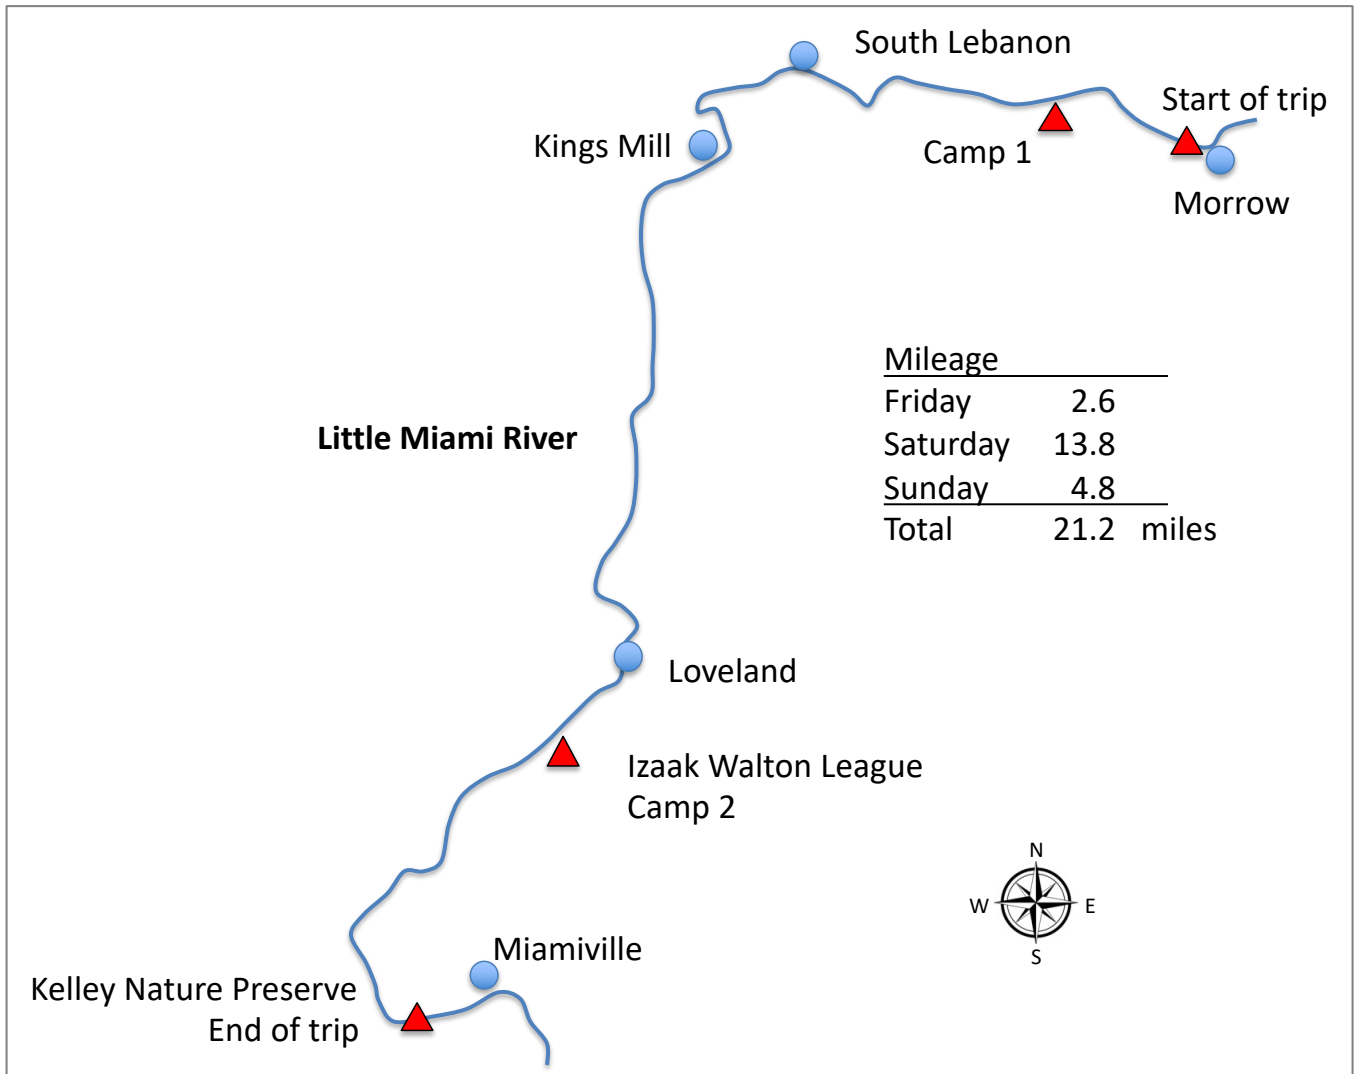 South Lebanon
Start of trip
Kings Mill
Camp 1
Morrow
Mileage
Friday 2.6
Saturday 13.8
Sunday 4.8
Total 21.2 miles
Little Miami River
Loveland
Izaak Walton League
Camp 2
N
W E
S
Miamiville
Kelley Nature Preserve
End of trip